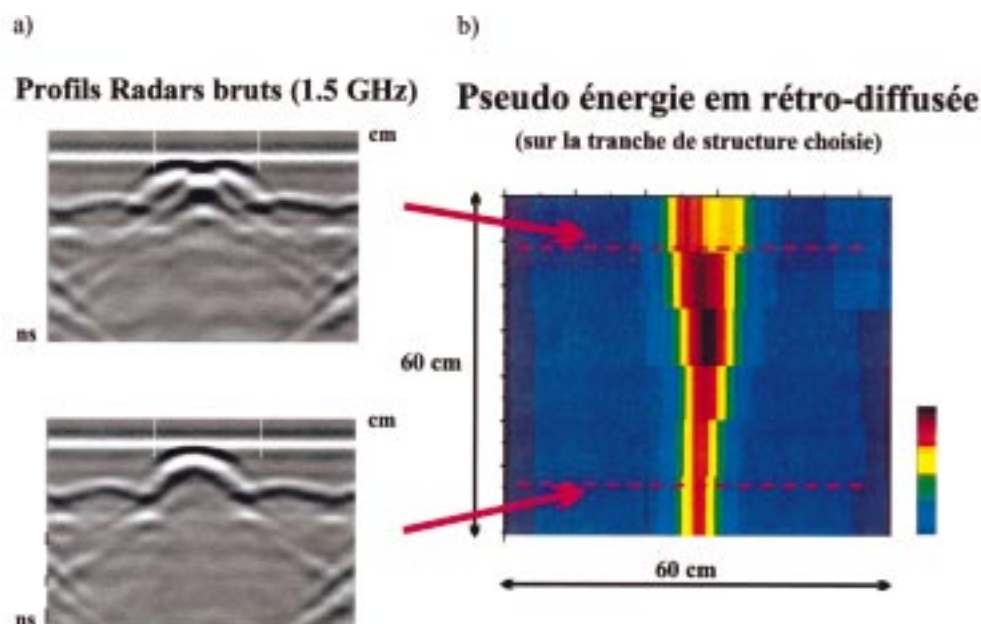 a)
b)
Profils Radars bruts (1.5 GHz)
Pseudo énergie em rétro-diffusée
(sur la tranche de structure choisie)
cm
ns
60 cm
cm
ns
60 cm